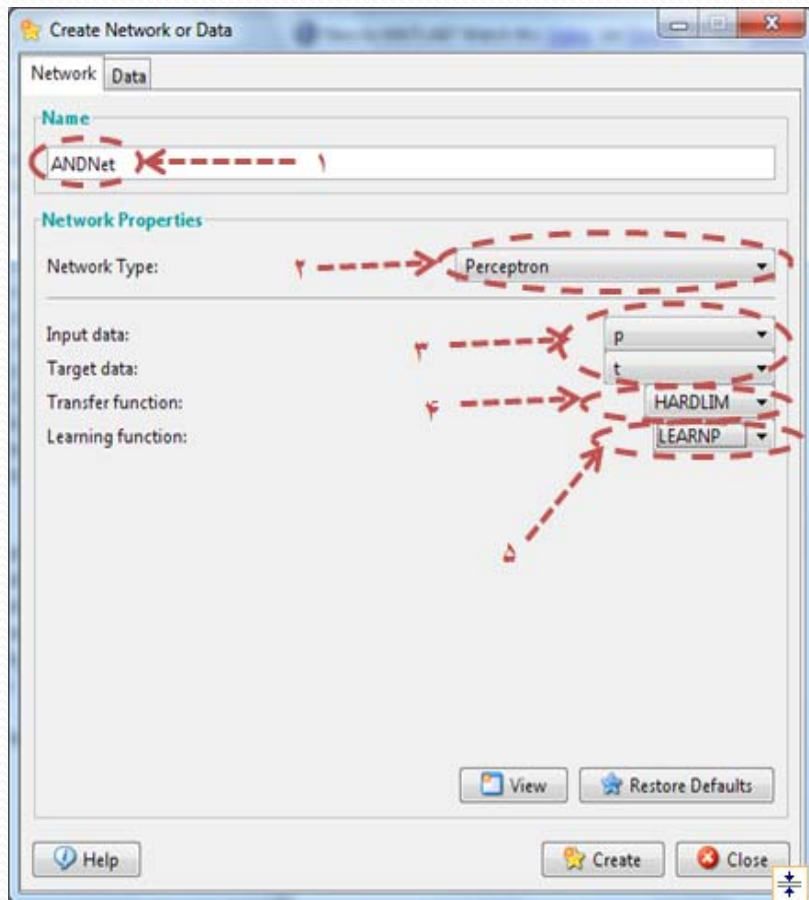 Create Network or Data
Network Data
Name
ANDNet ۱
Network Properties
Network Type: ۲ Perceptron
Input data: p
۳
Target data: t
Transfer function: ۴ HARDLIM
Learning function: LEARNP
۵
View Restore Defaults
Help Create Close